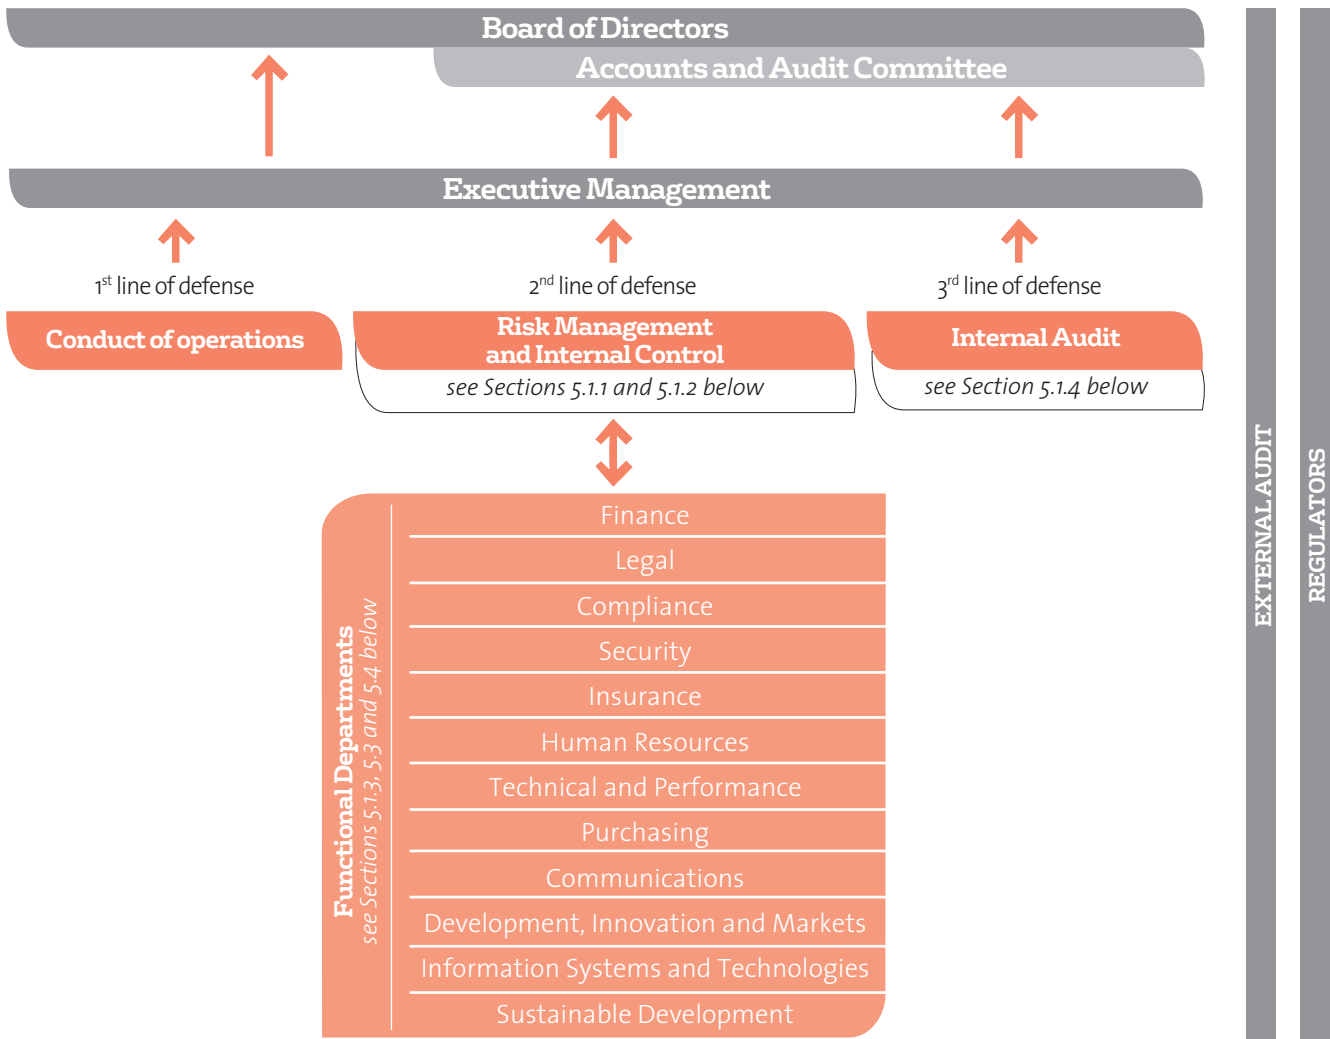 Board of Directors
Accounts and Audit Committee
Executive Management
1st line of defense
2nd line of defense
3rd line of defense
Conduct of operations
Risk Management
and Internal Control
see Sections 5.1.1 and 5.1.2 below
Internal Audit
see Section 5.1.4 below
Functional Departments
see Sections 5.1.3, 5.3 and 5.4 below
Finance
Legal
Compliance
Security
Insurance
Human Resources
Technical and Performance
Purchasing
Communications
Development, Innovation and Markets
Information Systems and Technologies
Sustainable Development
EXTERNAL AUDIT
REGULATORS